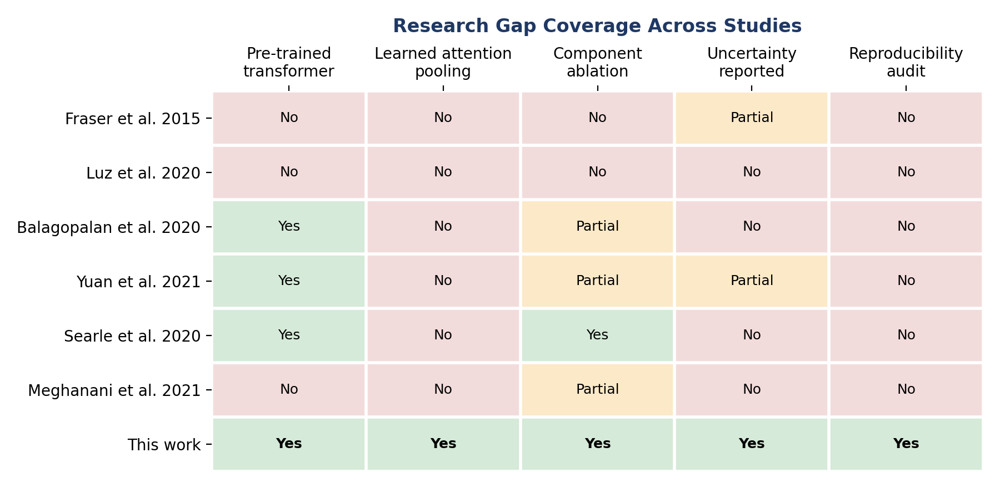 Research Gap Coverage Across Studies
Pre-trained transformer
Learned attention pooling
Component ablation
Uncertainty reported
Reproducibility audit
Fraser et al. 2015 No No No Partial No
Luz et al. 2020 No No No No No
Balagopalan et al. 2020 Yes No Partial No No
Yuan et al. 2021 Yes No Partial Partial No
Searle et al. 2020 Yes No Yes No No
Meghanani et al. 2021 No No Partial No No
This work Yes Yes Yes Yes Yes